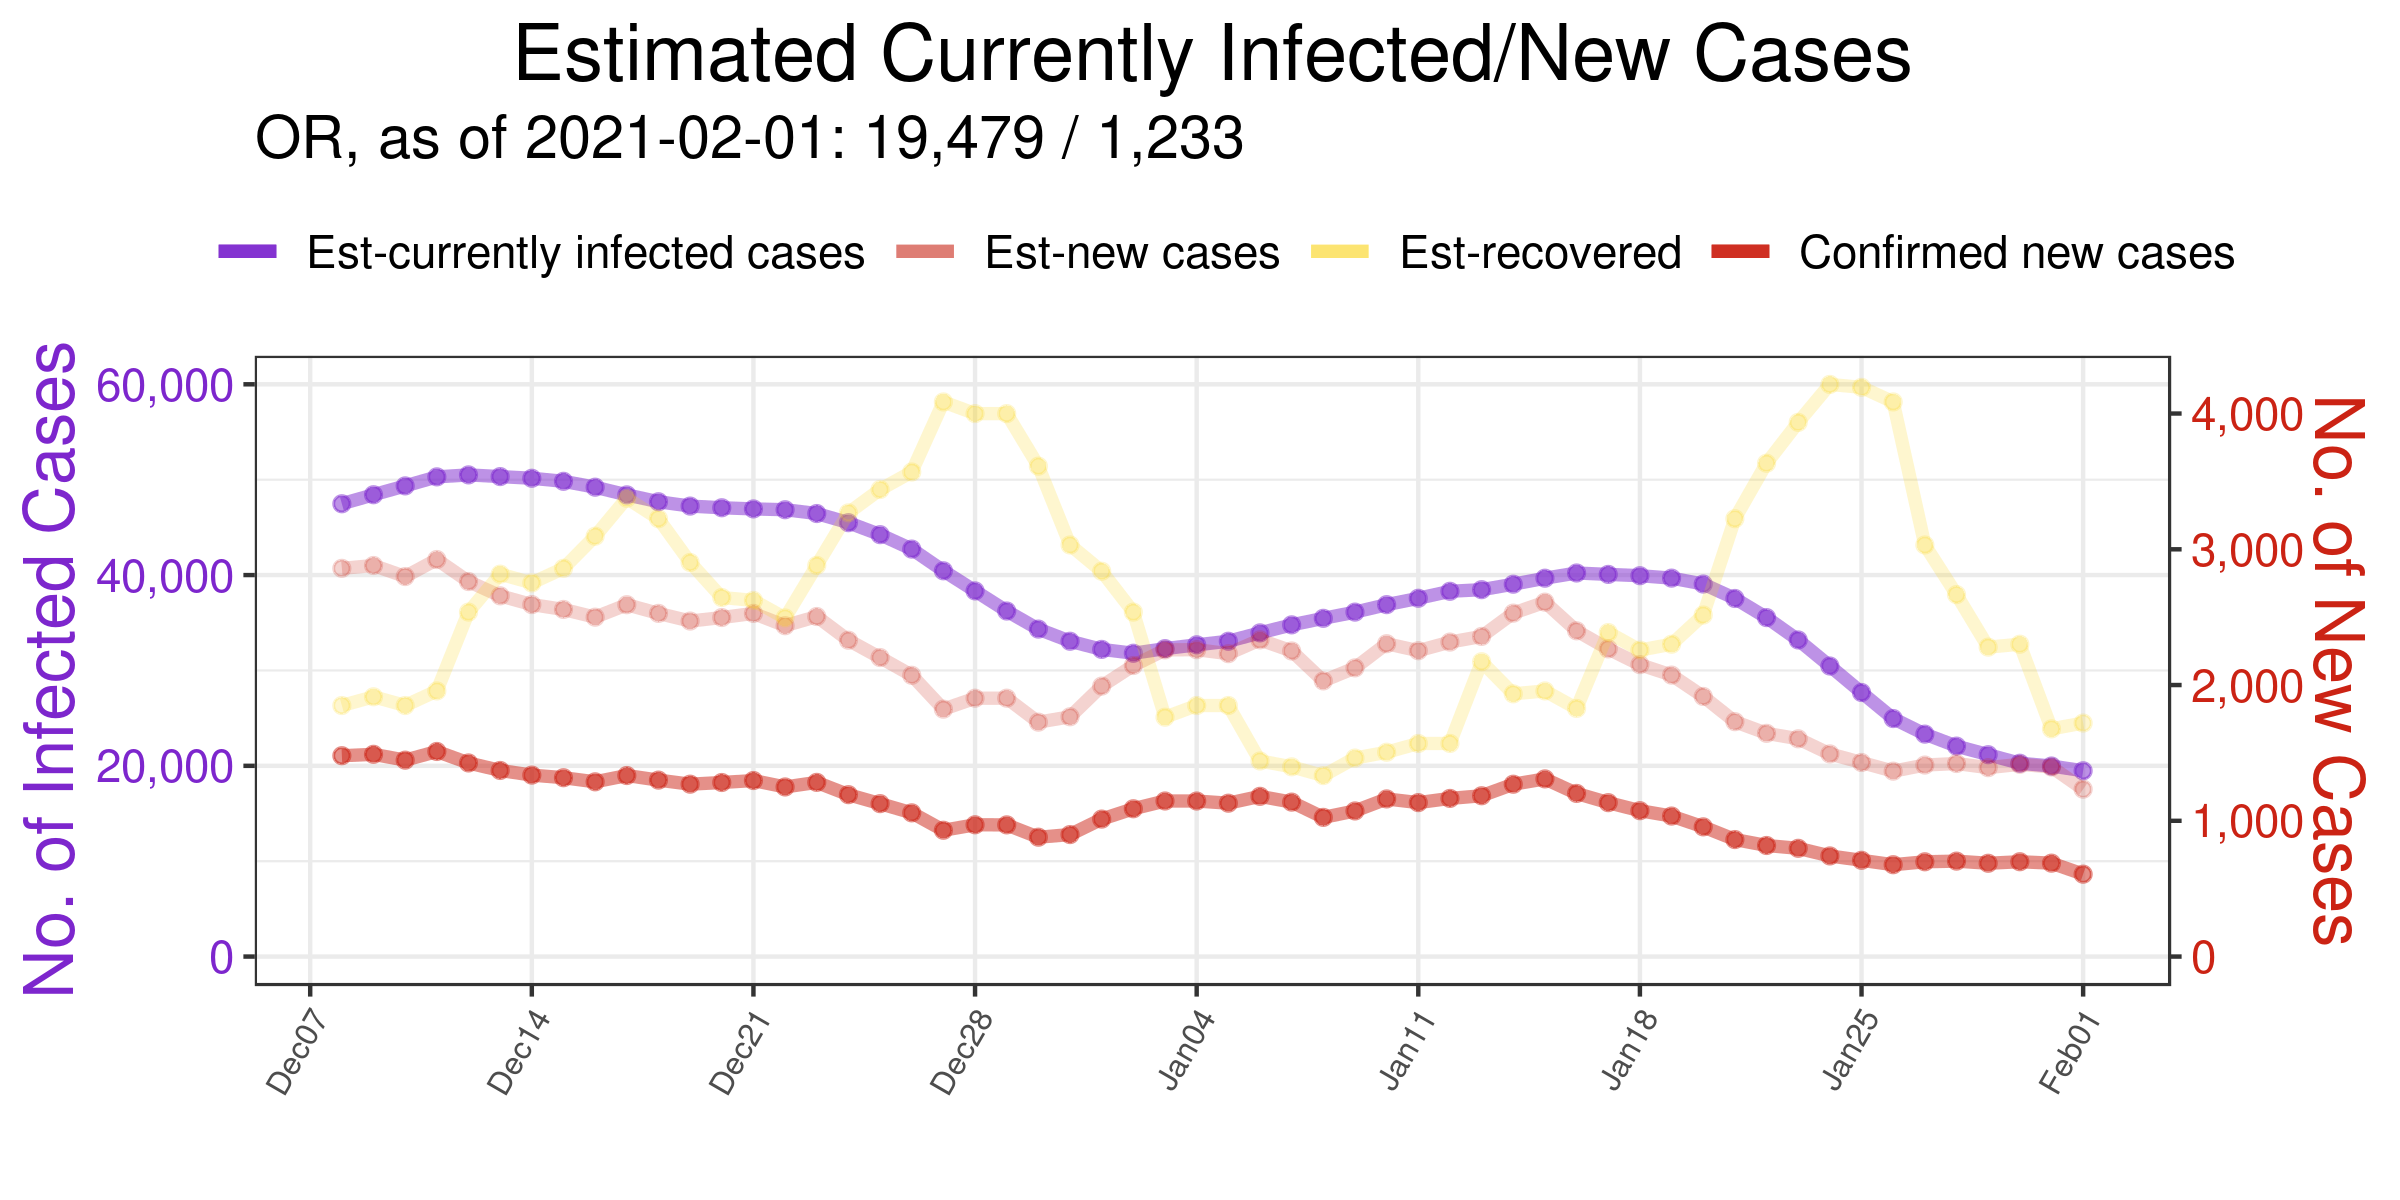 Estimated Currently Infected/New Cases
OR, as of 2021-02-01: 19,479 / 1,233
Est-currently infected cases Est-new cases Est-recovered Confirmed new cases
No. of Infected Cases
60,000
40,000
20,000
0
4,000
3,000
2,000
1,000
0
No. of New Cases
Dec07 Dec14 Dec21 Dec28 Jan04 Jan11 Jan18 Jan25 Feb01